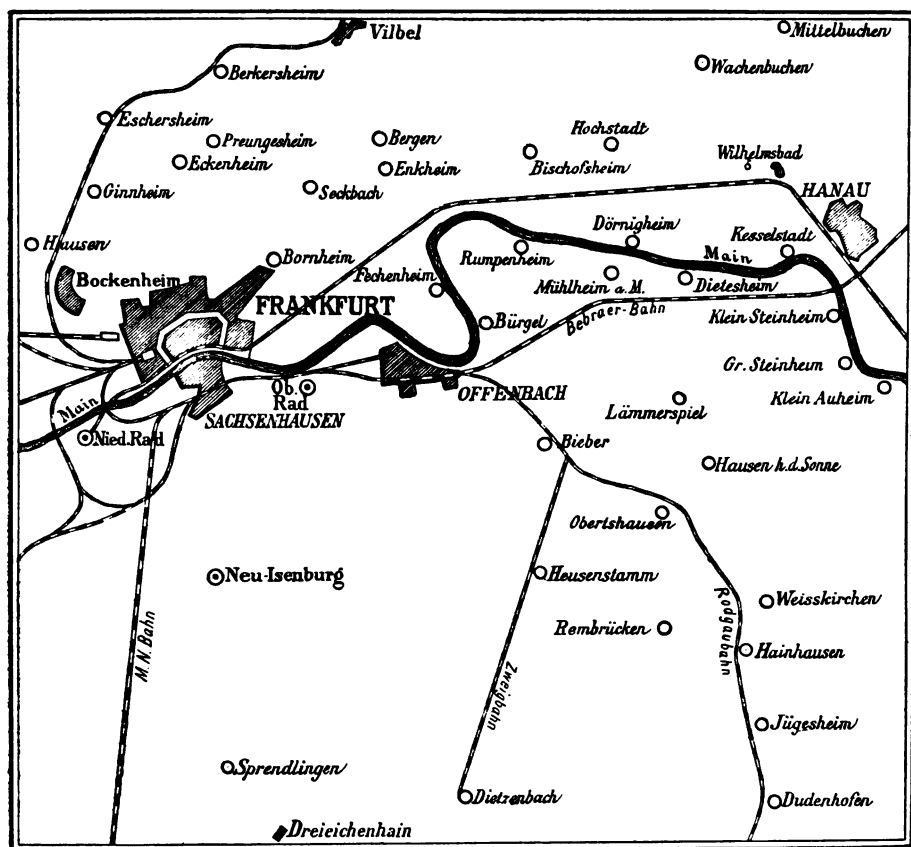 Vilbel
Mittelbuchen
Berkersheim
Wachenbuchen
Eschersheim
Preungesheim
Bergen
Hochstadt
Eckenheim
Enkheim
Bischofsheim
Wilhelmsbad
Ginnheim
Seckbach
HANAU
Dörnigheim
Kesselstadt
Hausen
Bornheim
Rumpenheim
Main
Bockenheim
Fechenheim
Mühlheim a.M.
Dietesheim
FRANKFURT
Bürgel
Bebraer-Bahn
Klein Steinheim
Gr. Steinheim
Ob.
Rad
OFFENBACH
Klein Auheim
Main
SACHSENHAUSEN
Lämmerspiel
Nied.Rad
Bieber
Hausen h.d.Sonne
Obertshausen
Neu-Isenburg
Heusenstamm
Weisskirchen
Rembrücken
Rodgaubahn
M.N.Bahn
Hainhausen
Zweigbahn
Jügesheim
Sprendlingen
Dietzenbach
Dudenhofen
Dreieichenhain